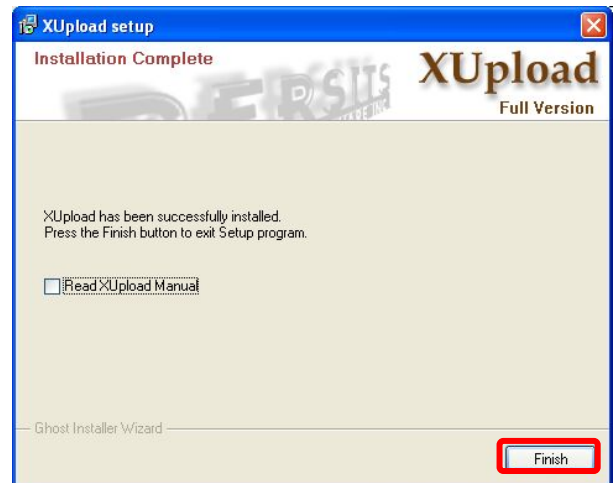 XUpload setup
Installation Complete
XUpload
Full Version
PERSITS
XUpload has been successfully installed.
Press the Finish button to exit Setup program.
Read XUpload Manual
Ghost Installer Wizard
Finish